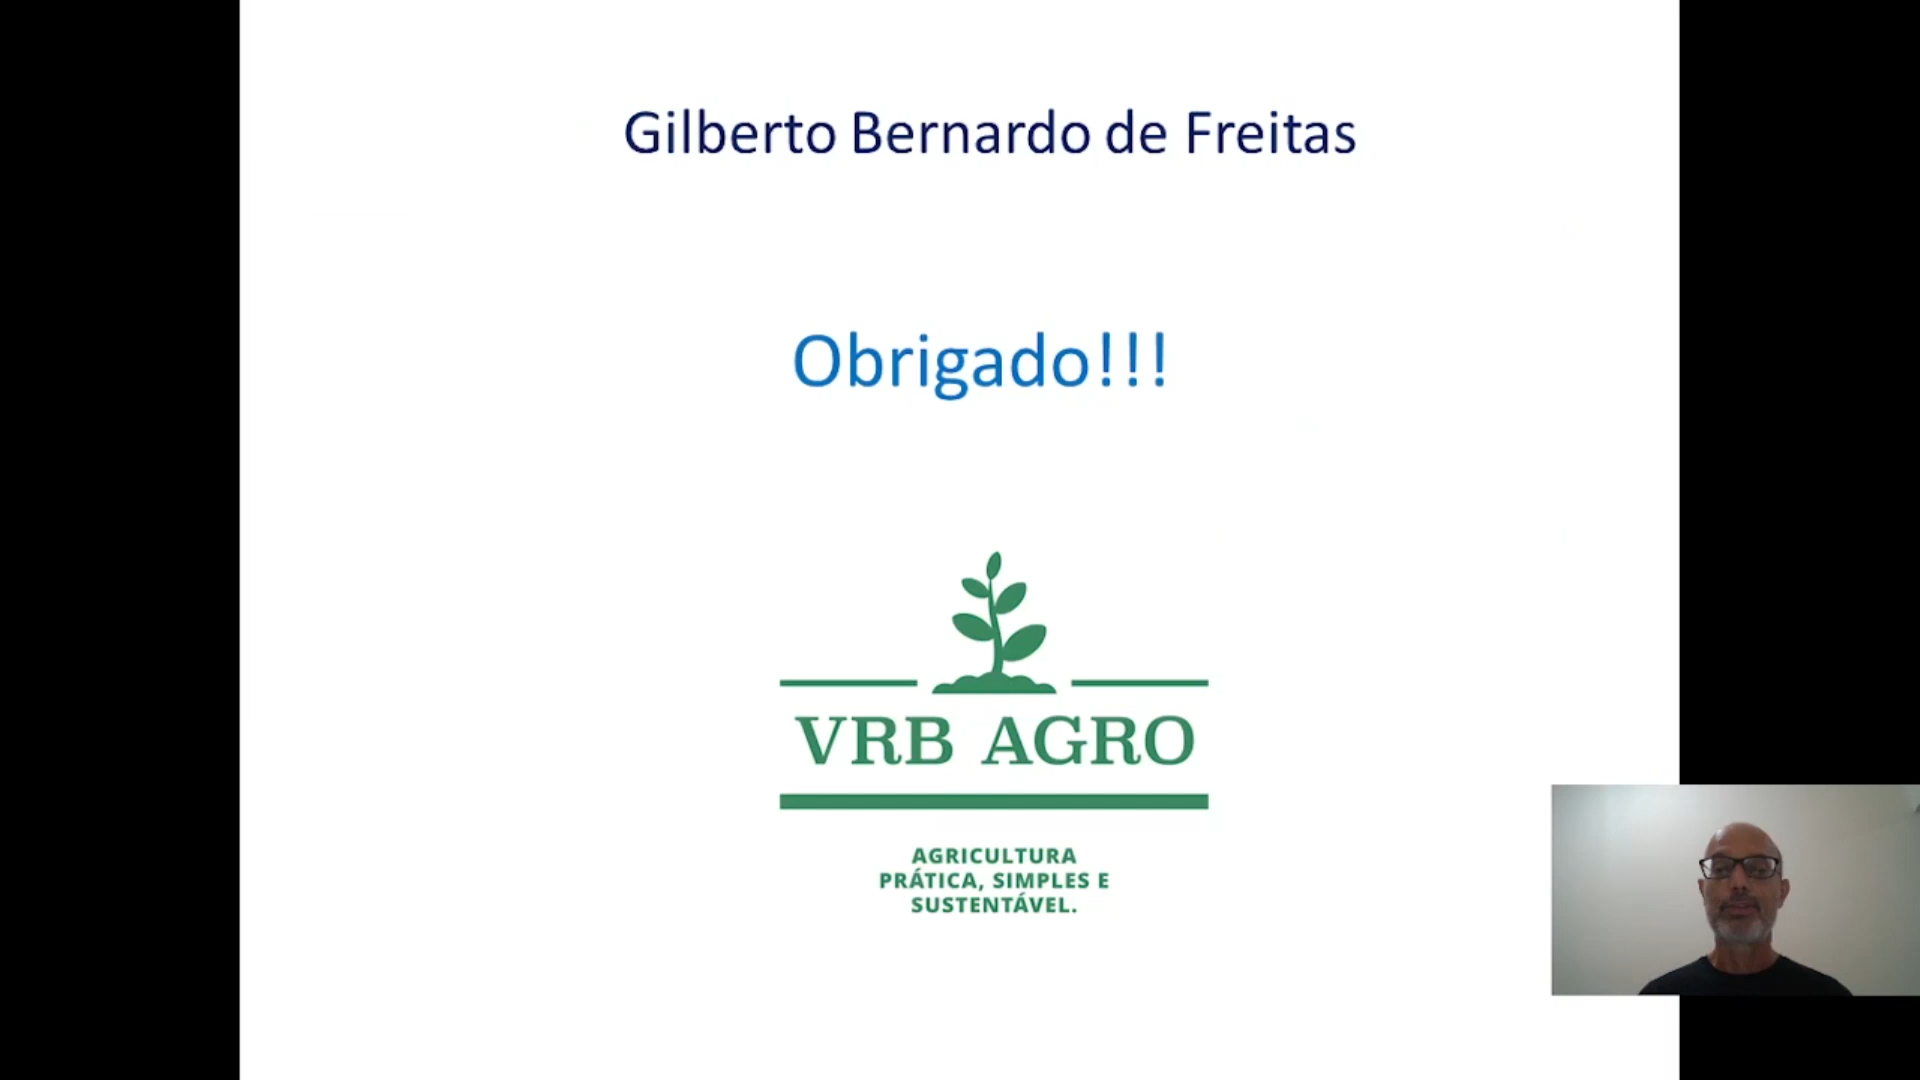 Gilberto Bernardo de Freitas
Obrigado!!!
VRB AGRO
AGRICULTURA
PRÁTICA, SIMPLES E
SUSTENTÁVEL.